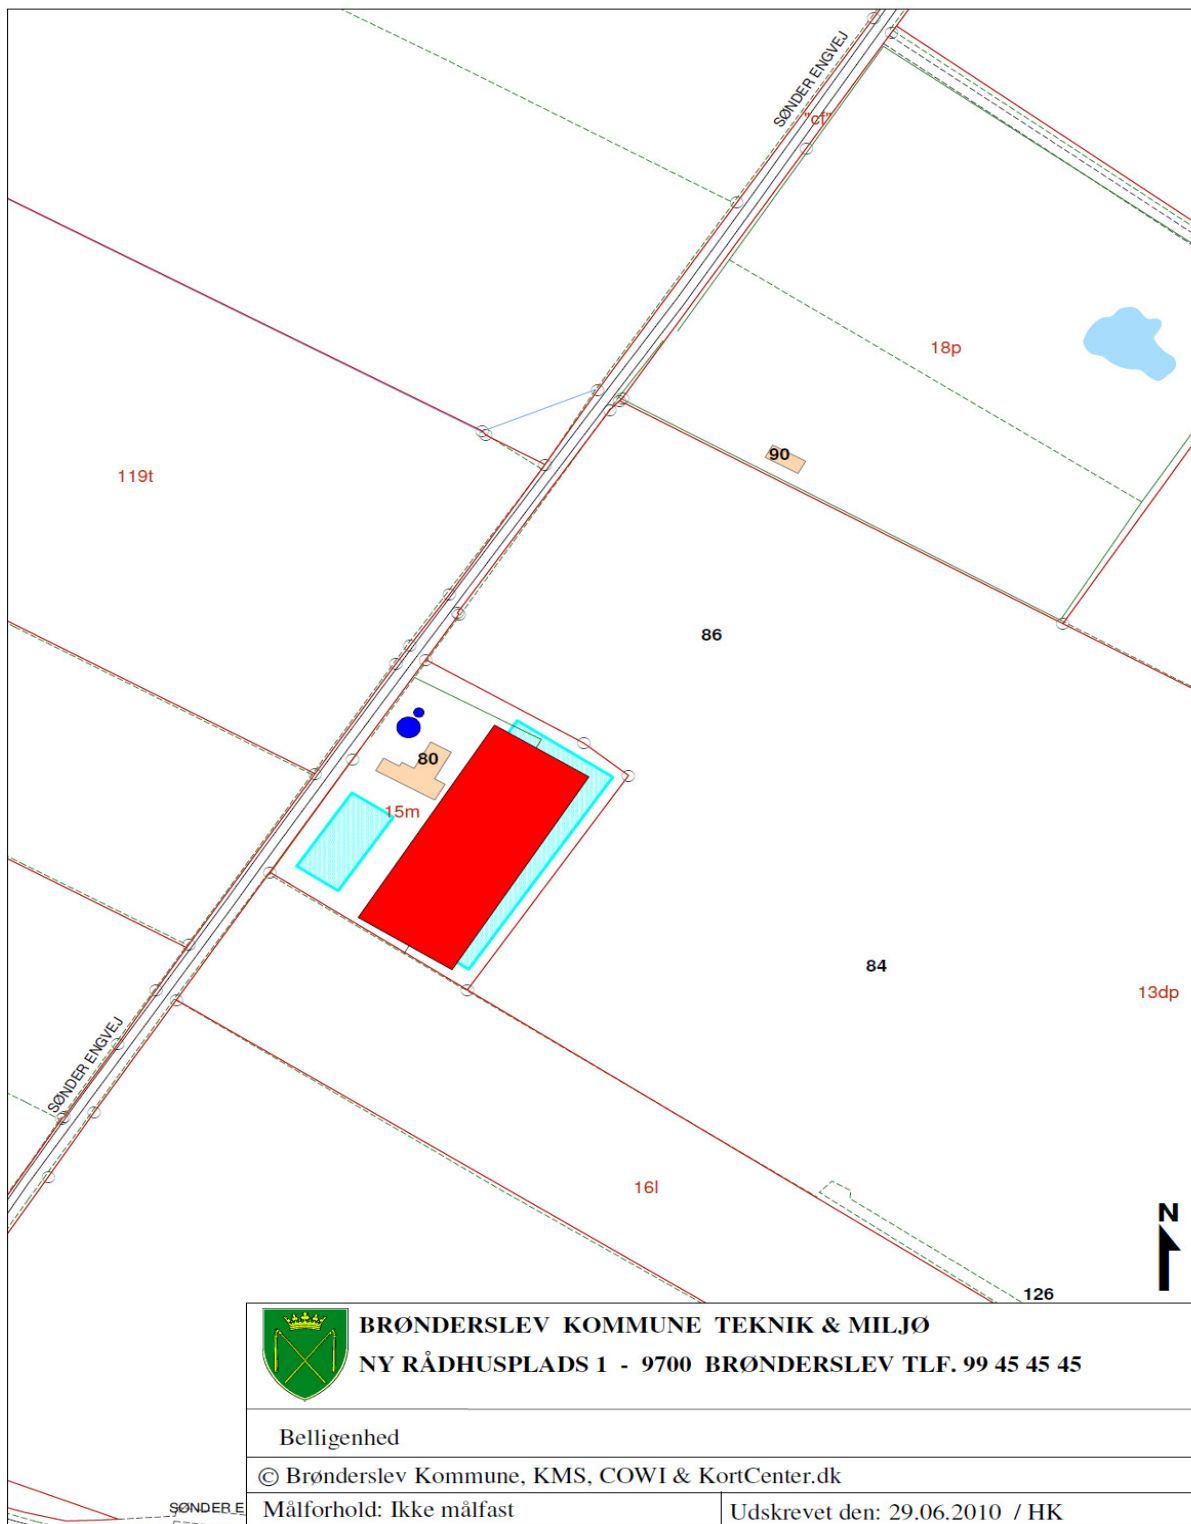 SØNDER ENGVEJ
"cf"
18p
90
119t
86
80
15m
84
13dp
SØNDER ENGVEJ
16l
N
126
BRØNDERSLEV KOMMUNE TEKNIK & MILJØ
NY RÅDHUSPLADS 1 - 9700 BRØNDERSLEV TLF. 99 45 45 45
Belligenhed
© Brønderslev Kommune, KMS, COWI & KortCenter.dk
SØNDER E
Målforhold: Ikke målfast
Udskrevet den: 29.06.2010 / HK